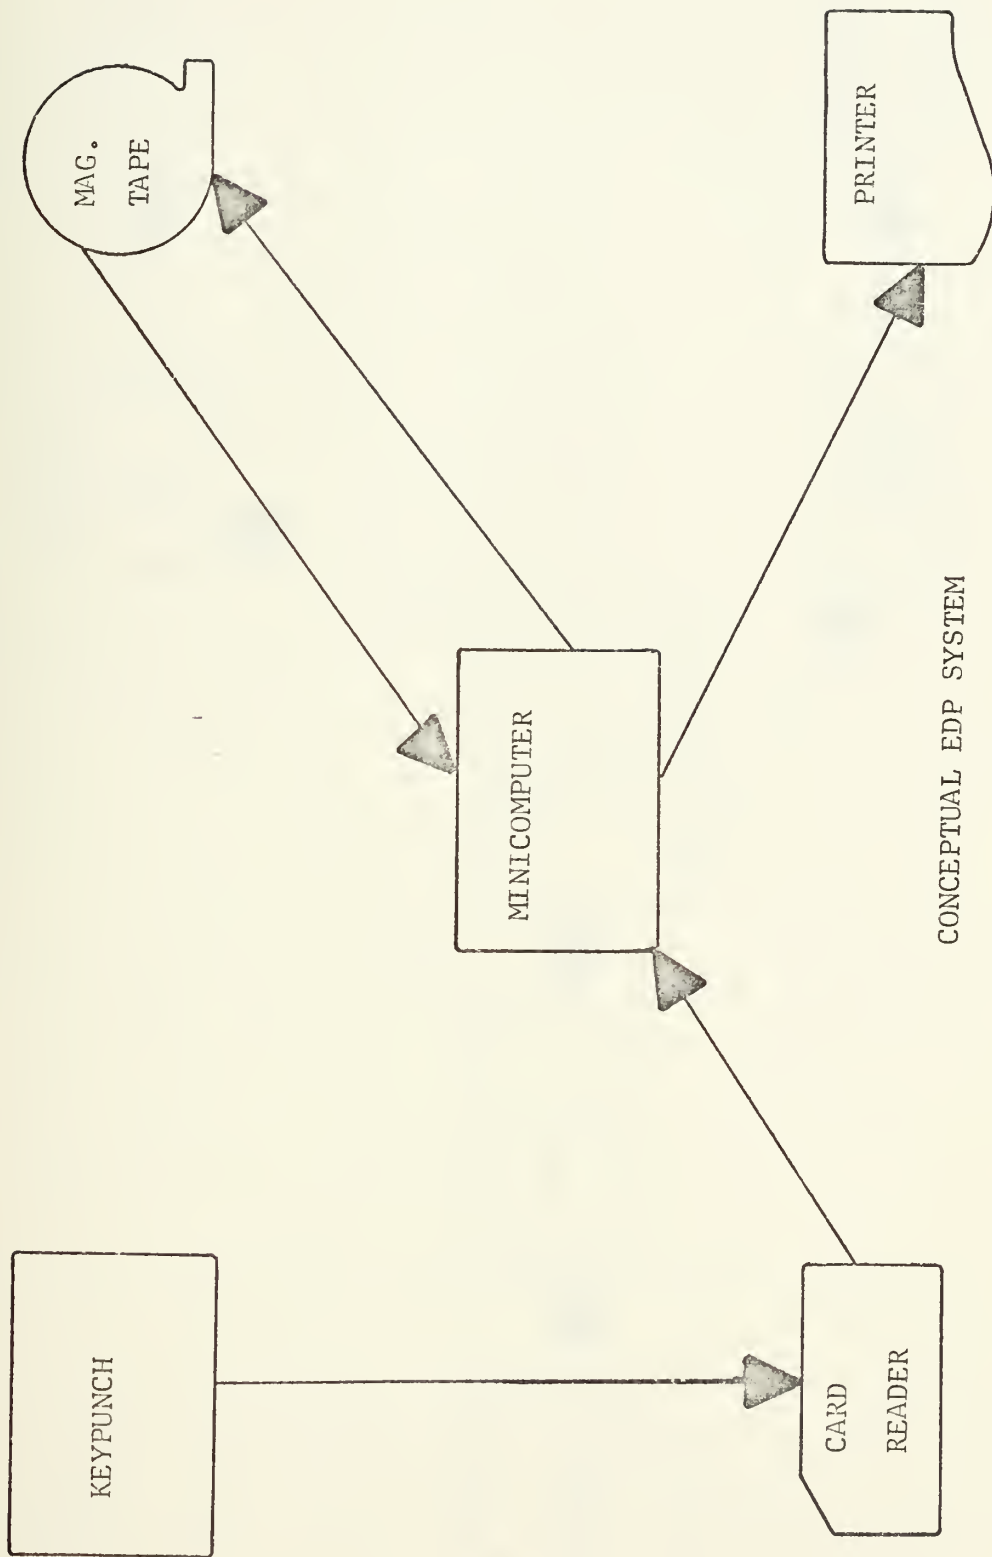 KEYPUNCH
MAG.
TAPE
MINICOMPUTER
CARD
READER
PRINTER
CONCEPTUAL EDP SYSTEM